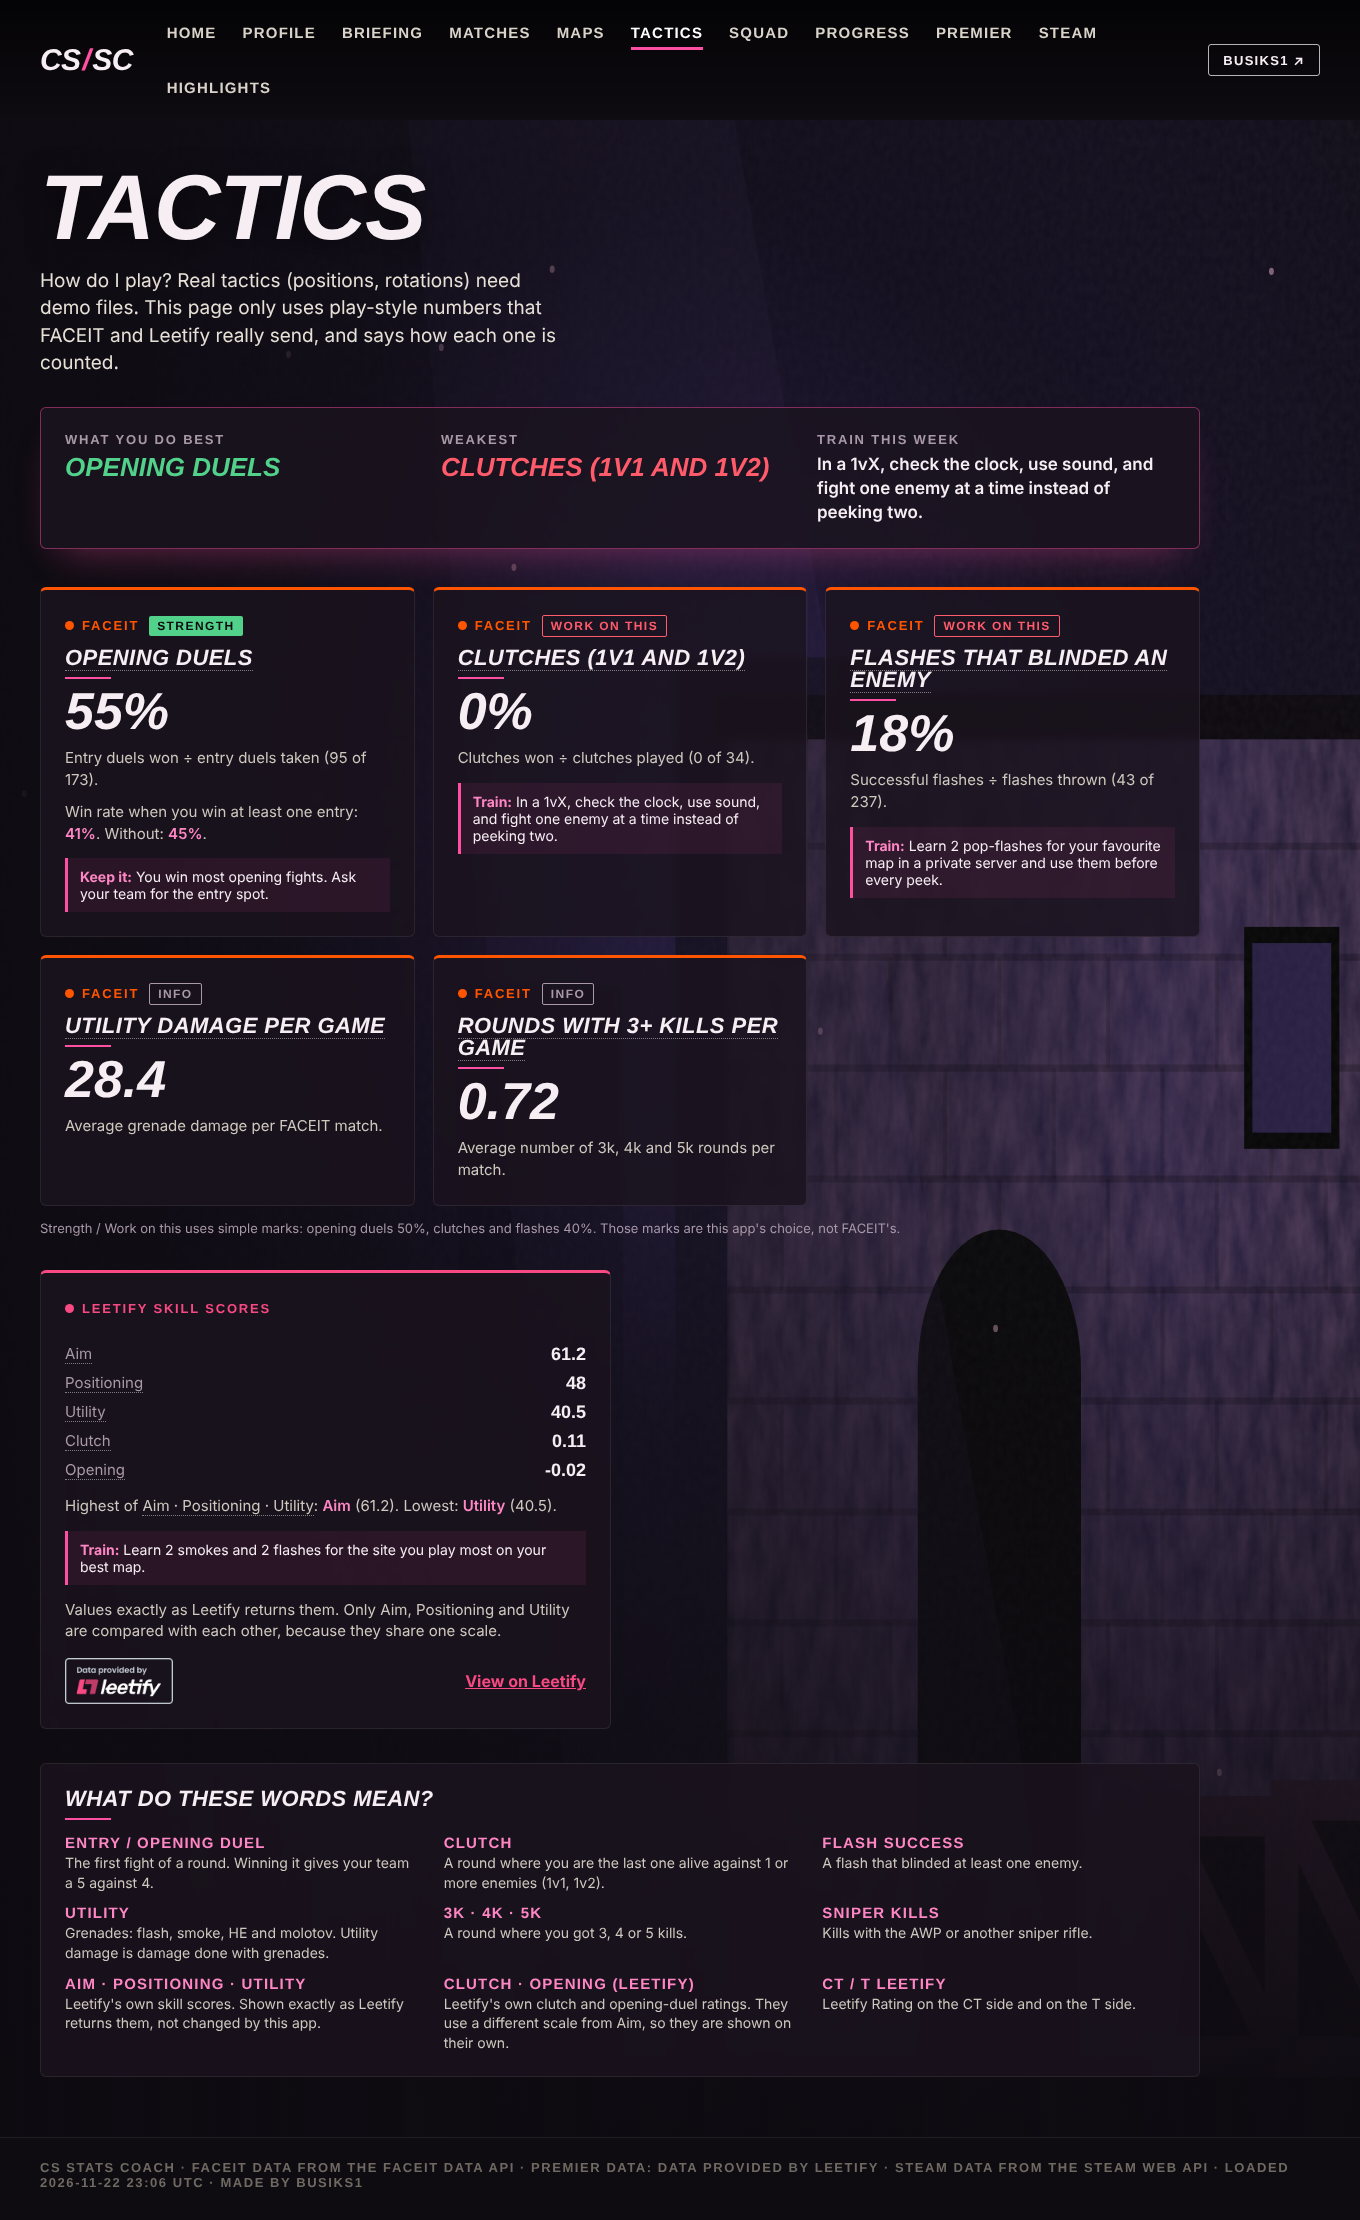 CS/SC
HOME PROFILE BRIEFING MATCHES MAPS TACTICS SQUAD PROGRESS PREMIER STEAM
HIGHLIGHTS
BUSIKS1 ↗
TACTICS
How do I play? Real tactics (positions, rotations) need
demo files. This page only uses play-style numbers that
FACEIT and Leetify really send, and says how each one is
counted.
WHAT YOU DO BEST
OPENING DUELS
WEAKEST
CLUTCHES (1V1 AND 1V2)
TRAIN THIS WEEK
In a 1vX, check the clock, use sound, and
fight one enemy at a time instead of
peeking two.
FACEIT STRENGTH
OPENING DUELS
55%
Entry duels won ÷ entry duels taken (95 of
173).
Win rate when you win at least one entry:
41%. Without: 45%.
Keep it: You win most opening fights. Ask
your team for the entry spot.
FACEIT WORK ON THIS
CLUTCHES (1V1 AND 1V2)
0%
Clutches won ÷ clutches played (0 of 34).
Train: In a 1vX, check the clock, use sound,
and fight one enemy at a time instead of
peeking two.
FACEIT WORK ON THIS
FLASHES THAT BLINDED AN
ENEMY
18%
Successful flashes ÷ flashes thrown (43 of
237).
Train: Learn 2 pop-flashes for your favourite
map in a private server and use them before
every peek.
FACEIT INFO
UTILITY DAMAGE PER GAME
28.4
Average grenade damage per FACEIT match.
FACEIT INFO
ROUNDS WITH 3+ KILLS PER
GAME
0.72
Average number of 3k, 4k and 5k rounds per
match.
Strength / Work on this uses simple marks: opening duels 50%, clutches and flashes 40%. Those marks are this app's choice, not FACEIT's.
LEETIFY SKILL SCORES
Aim 61.2
Positioning 48
Utility 40.5
Clutch 0.11
Opening -0.02
Highest of Aim · Positioning · Utility: Aim (61.2). Lowest: Utility (40.5).
Train: Learn 2 smokes and 2 flashes for the site you play most on your
best map.
Values exactly as Leetify returns them. Only Aim, Positioning and Utility
are compared with each other, because they share one scale.
Data provided by
leetify
View on Leetify
WHAT DO THESE WORDS MEAN?
ENTRY / OPENING DUEL
The first fight of a round. Winning it gives your team
a 5 against 4.
CLUTCH
A round where you are the last one alive against 1 or
more enemies (1v1, 1v2).
FLASH SUCCESS
A flash that blinded at least one enemy.
UTILITY
Grenades: flash, smoke, HE and molotov. Utility
damage is damage done with grenades.
3K · 4K · 5K
A round where you got 3, 4 or 5 kills.
SNIPER KILLS
Kills with the AWP or another sniper rifle.
AIM · POSITIONING · UTILITY
Leetify's own skill scores. Shown exactly as Leetify
returns them, not changed by this app.
CLUTCH · OPENING (LEETIFY)
Leetify's own clutch and opening-duel ratings. They
use a different scale from Aim, so they are shown on
their own.
CT / T LEETIFY
Leetify Rating on the CT side and on the T side.
CS STATS COACH · FACEIT DATA FROM THE FACEIT DATA API · PREMIER DATA: DATA PROVIDED BY LEETIFY · STEAM DATA FROM THE STEAM WEB API · LOADED
2026-11-22 23:06 UTC · MADE BY BUSIKS1